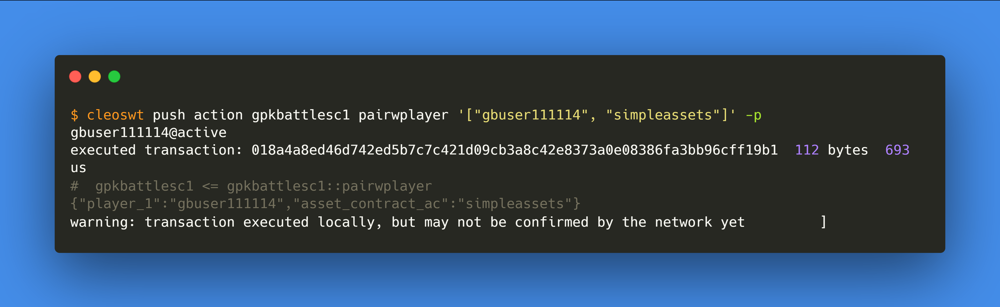 $ cleoswt push action gpkbattlesc1 pairwplayer '["gbuser111114", "simpleassets"]' -p
gbuser111114@active
executed transaction: 018a4a8ed46d742ed5b7c7c421d09cb3a8c42e8373a0e08386fa3bb96cff19b1  112 bytes  693
us
#  gpkbattlesc1 <= gpkbattlesc1::pairwplayer
{"player_1":"gbuser111114","asset_contract_ac":"simpleassets"}
warning: transaction executed locally, but may not be confirmed by the network yet         ]